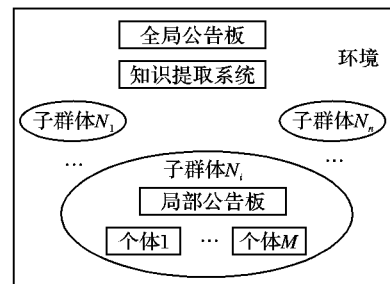 全局公告板
环境
知识提取系统
子群体N₁
子群体Nₙ
…
…
子群体Nᵢ
局部公告板
个体1
…
个体M